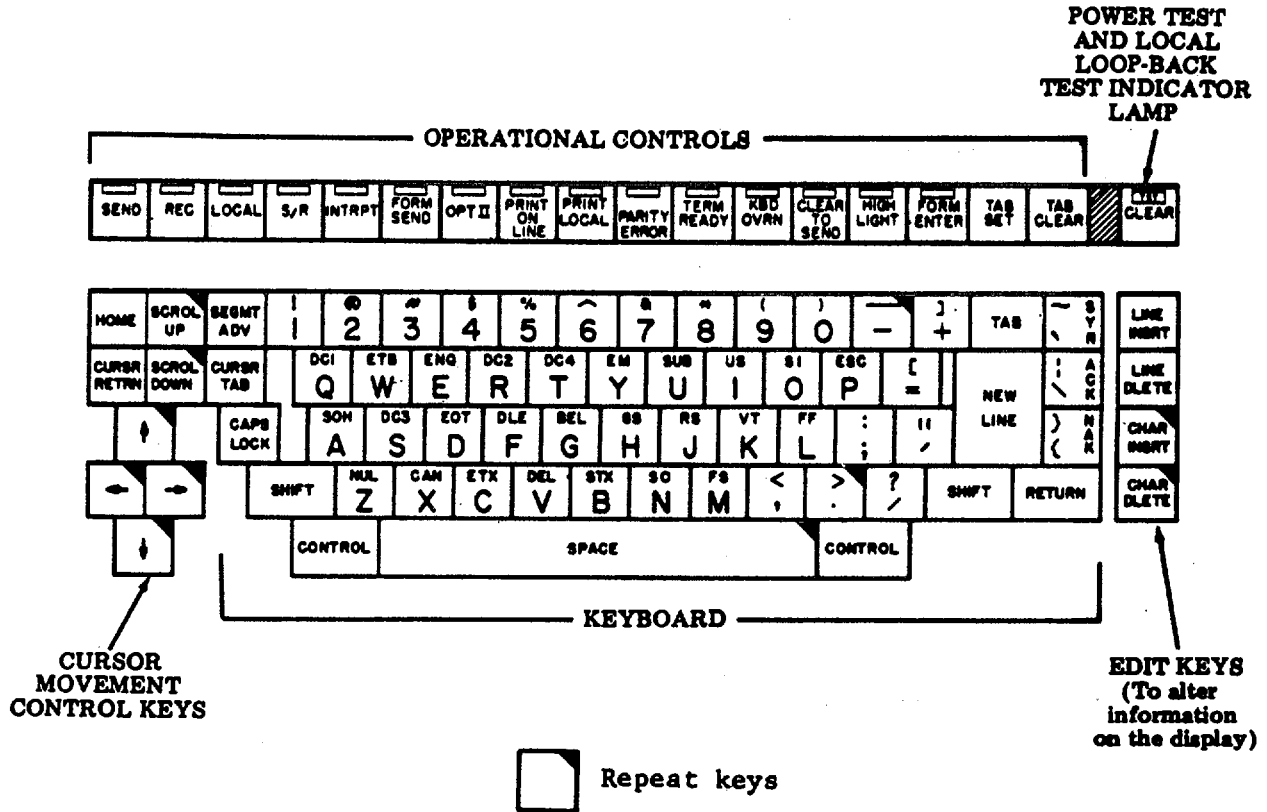 POWER TEST
AND LOCAL
LOOP-BACK
TEST INDICATOR
LAMP
OPERATIONAL CONTROLS
SEND REC LOCAL S/R INTRPT FORM SEND OPT II PRINT ON LINE PRINT LOCAL PARITY ERROR TERM READY KBD OVRN CLEAR TO SEND HIGH LIGHT FORM ENTER TAB SET TAB CLEAR CLEAR
HOME SCROL UP SEGMT ADV ! 1 @ 2 # 3 $ 4 % 5 ^ 6 & 7 * 8 ( 9 ) 0 — - ] + TAB ~ ` SYN LINE INSRT
CURSR RETRN SCROL DOWN CURSR TAB DC1 Q ETB W ENQ E DC2 R DC4 T EM Y SUB U US I SI O ESC P [ = NEW LINE ¦ \ ACK LINE DLETE
↑ CAPS LOCK SOH A DC3 S EOT D DLE F BEL G BS H RS J VT K FF L : ; " ' } { NAK CHAR INSRT
← → SHIFT NUL Z CAN X ETX C DEL V STX B SO N FS M < , > . ? / SHIFT RETURN CHAR DLETE
↓ CONTROL SPACE CONTROL
KEYBOARD
CURSOR
MOVEMENT
CONTROL KEYS
EDIT KEYS
(To alter
information
on the display)
Repeat keys